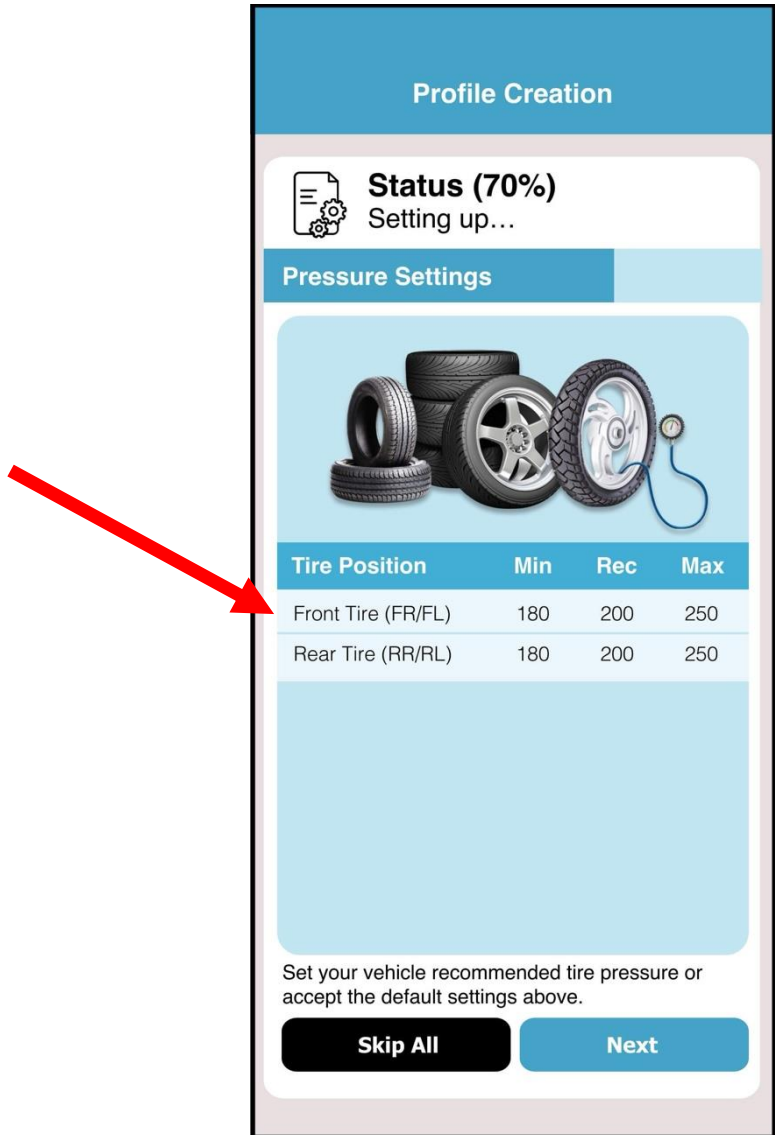 Profile Creation
Status (70%)
Setting up…
Pressure Settings
Tire Position Min Rec Max
Front Tire (FR/FL) 180 200 250
Rear Tire (RR/RL) 180 200 250
Set your vehicle recommended tire pressure or
accept the default settings above.
Skip All Next